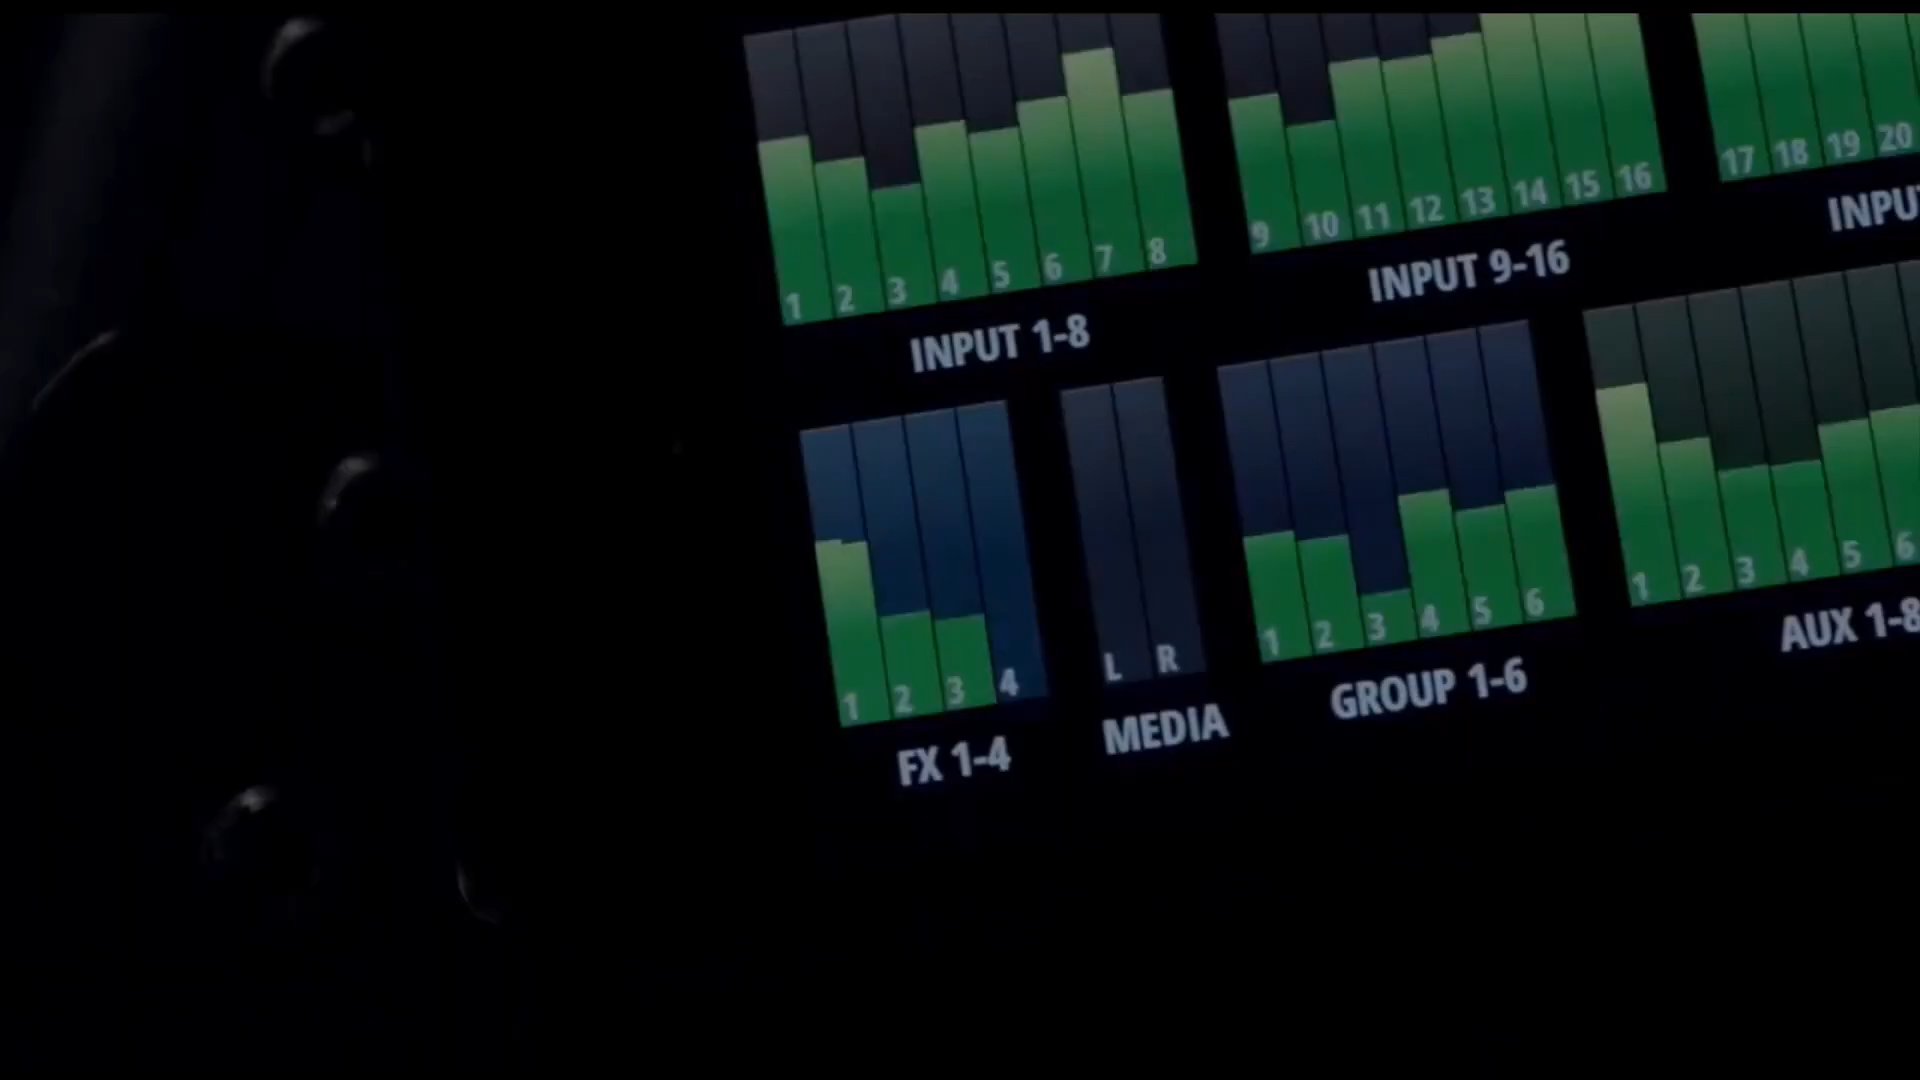 1 2 3 4 5 6 7 8
INPUT 1-8
9 10 11 12 13 14 15 16
INPUT 9-16
17 18 19 20
INPU
1 2 3 4
FX 1-4
L R
MEDIA
1 2 3 4 5 6
GROUP 1-6
1 2 3 4 5 6
AUX 1-8